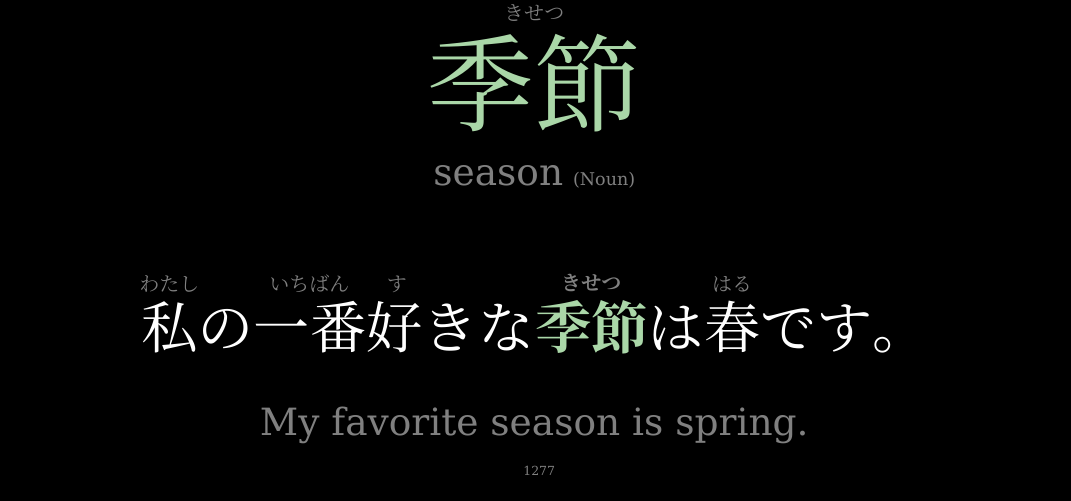 きせつ
季節
season (Noun)
わたし いちばん す きせつ はる
私の一番好きな季節は春です。
My favorite season is spring.
1277